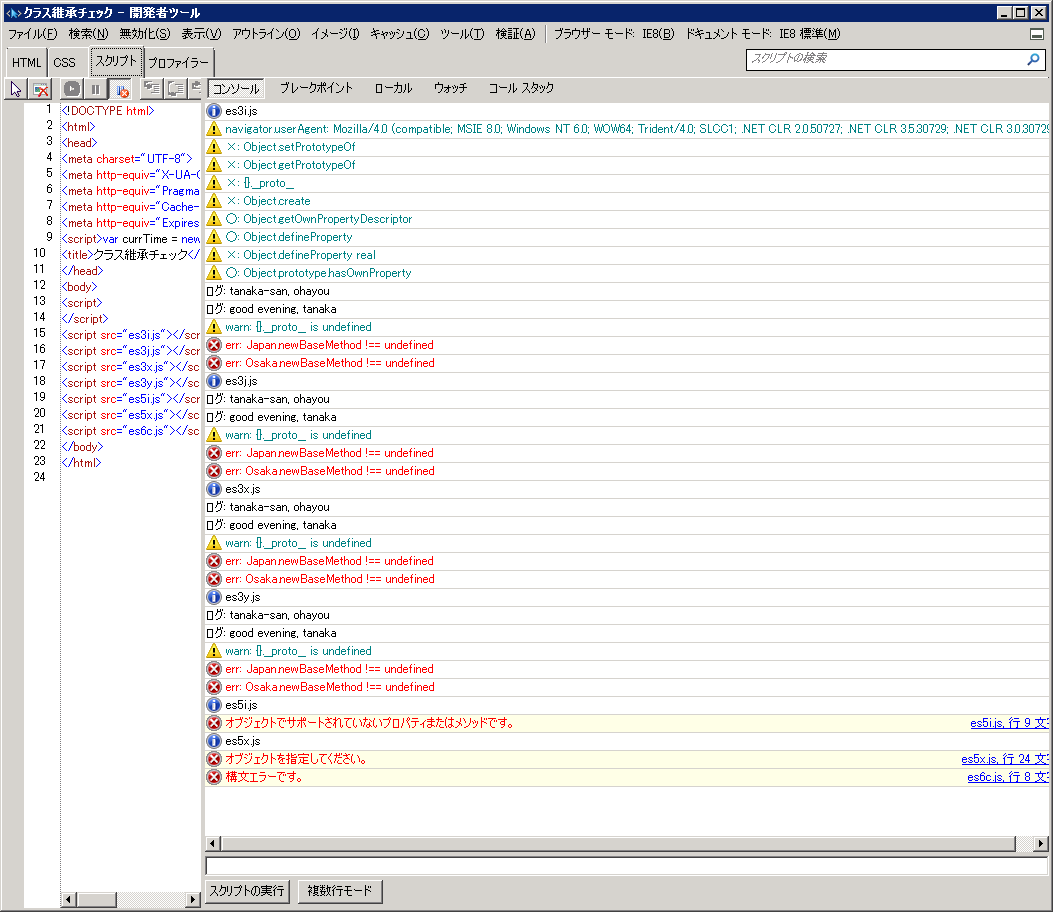 クラス継承チェック - 開発者ツール
ファイル(F) 検索(N) 無効化(S) 表示(V) アウトライン(O) イメージ(I) キャッシュ(C) ツール(T) 検証(A) ブラウザー モード: IE8(B) ドキュメント モード: IE8 標準(M)
HTML CSS スクリプト プロファイラー スクリプトの検索
コンソール ブレークポイント ローカル ウォッチ コール スタック
1 <!DOCTYPE html>
2 <html>
3 <head>
4 <meta charset="UTF-8">
5 <meta http-equiv="X-UA-C
6 <meta http-equiv="Pragma
7 <meta http-equiv="Cache-
8 <meta http-equiv="Expires
9 <script>var currTime = new
10 <title>クラス継承チェック</
11 </head>
12 <body>
13 <script>
14 </script>
15 <script src="es3i.js"></scr
16 <script src="es3j.js"></scr
17 <script src="es3x.js"></sc
18 <script src="es3y.js"></sc
19 <script src="es5i.js"></scr
20 <script src="es5x.js"></sc
21 <script src="es6c.js"></sc
22 </body>
23 </html>
24
es3i.js
navigator.userAgent: Mozilla/4.0 (compatible; MSIE 8.0; Windows NT 6.0; WOW64; Trident/4.0; SLCC1; .NET CLR 2.0.50727; .NET CLR 3.5.30729; .NET CLR 3.0.30729
×: Object.setPrototypeOf
×: Object.getPrototypeOf
×: {}.__proto__
×: Object.create
○: Object.getOwnPropertyDescriptor
○: Object.defineProperty
×: Object.defineProperty real
○: Object.prototype.hasOwnProperty
ログ: tanaka-san, ohayou
ログ: good evening, tanaka
warn: {}.__proto__ is undefined
err: Japan.newBaseMethod !== undefined
err: Osaka.newBaseMethod !== undefined
es3j.js
ログ: tanaka-san, ohayou
ログ: good evening, tanaka
warn: {}.__proto__ is undefined
err: Japan.newBaseMethod !== undefined
err: Osaka.newBaseMethod !== undefined
es3x.js
ログ: tanaka-san, ohayou
ログ: good evening, tanaka
warn: {}.__proto__ is undefined
err: Japan.newBaseMethod !== undefined
err: Osaka.newBaseMethod !== undefined
es3y.js
ログ: tanaka-san, ohayou
ログ: good evening, tanaka
warn: {}.__proto__ is undefined
err: Japan.newBaseMethod !== undefined
err: Osaka.newBaseMethod !== undefined
es5i.js
オブジェクトでサポートされていないプロパティまたはメソッドです。 es5i.js, 行 9 文字
es5x.js
オブジェクトを指定してください。 es5x.js, 行 24 文字
構文エラーです。 es6c.js, 行 8 文字
スクリプトの実行 複数行モード